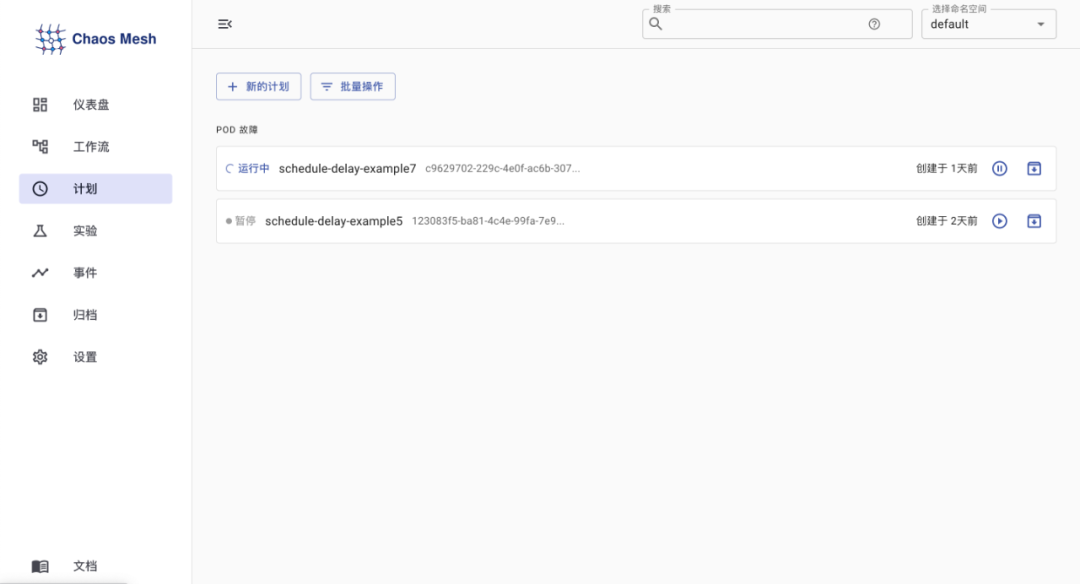 Chaos Mesh
搜索
选择命名空间
default
仪表盘
工作流
计划
实验
事件
归档
设置
文档
新的计划
批量操作
POD 故障
运行中 schedule-delay-example7 c9629702-229c-4e0f-ac6b-307... 创建于 1天前
暂停 schedule-delay-example5 123083f5-ba81-4c4e-99fa-7e9... 创建于 2天前